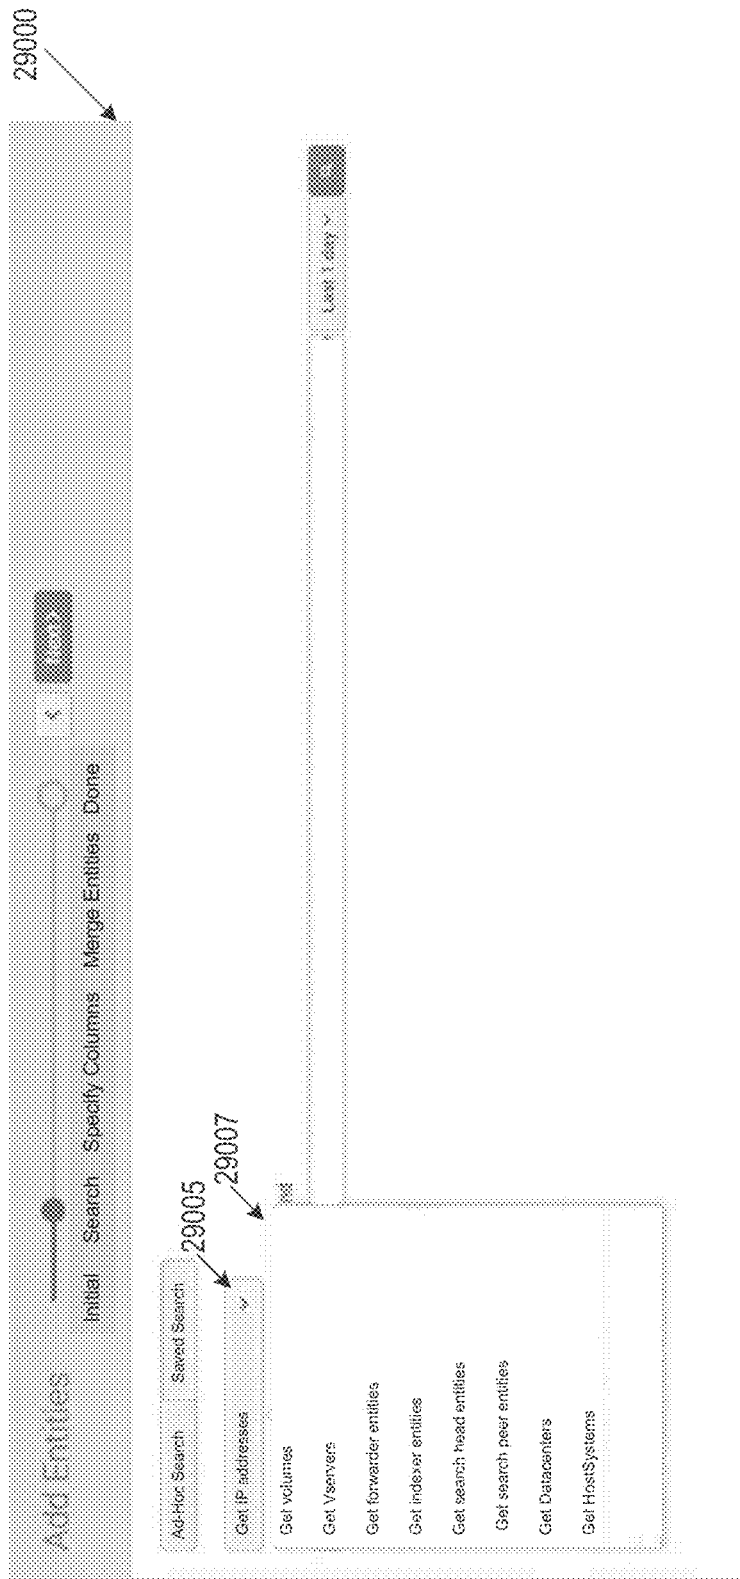 29000
Add Entities
Initial Search Specify Columns Merge Entities Done
Ad-Hoc Search Saved Search
29005
Get IP addresses
29007
Get volumes
Last 1 day
Get Vservers
Get forwarder entities
Get indexer entities
Get search head entities
Get search peer entities
Get Datacenters
Get HostSystems